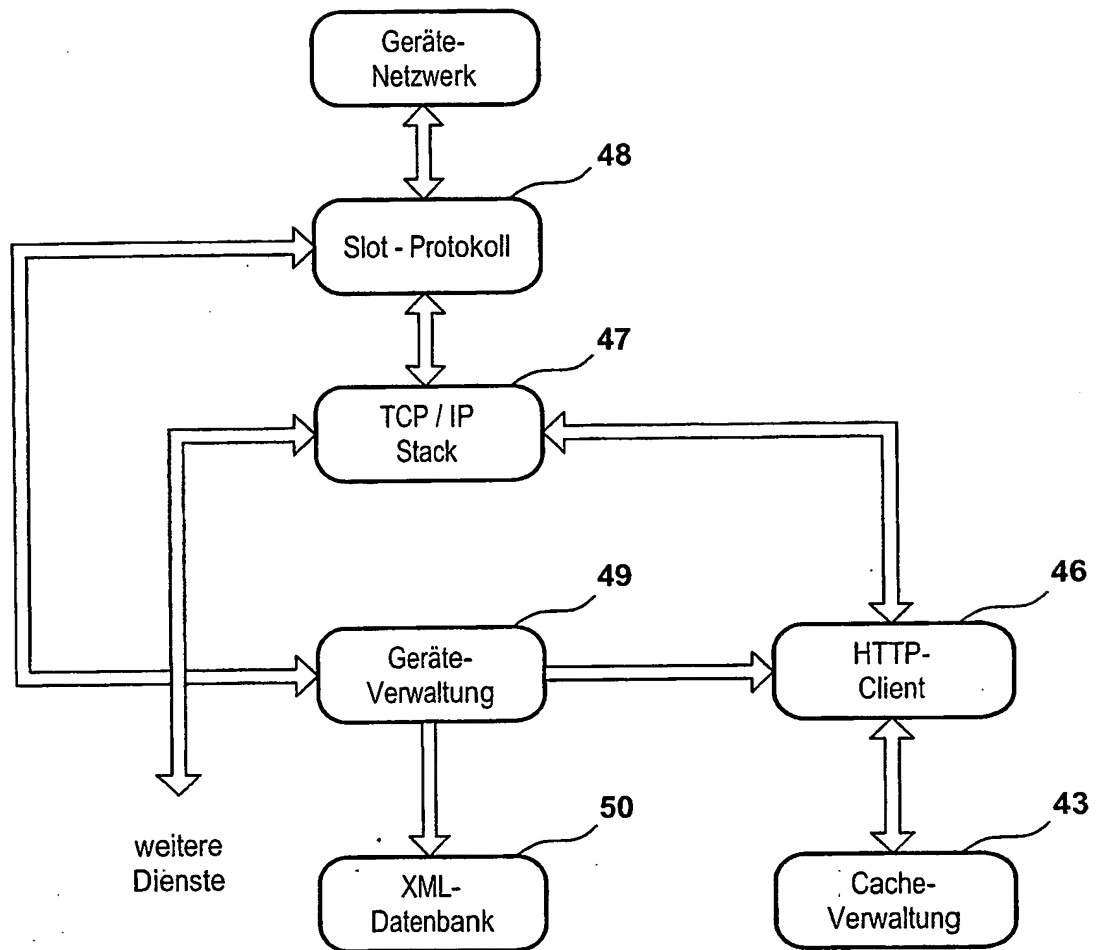 Geräte-
Netzwerk
48
Slot - Protokoll
47
TCP / IP
Stack
49
Geräte-
Verwaltung
46
HTTP-
Client
weitere
Dienste
50
XML-
Datenbank
43
Cache-
Verwaltung